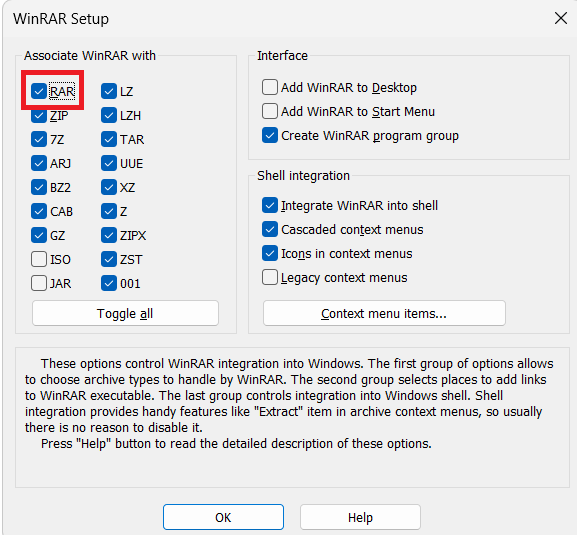 WinRAR Setup
Associate WinRAR with
RAR
ZIP
7Z
ARJ
BZ2
CAB
GZ
ISO
JAR
LZ
LZH
TAR
UUE
XZ
Z
ZIPX
ZST
001
Toggle all
Interface
Add WinRAR to Desktop
Add WinRAR to Start Menu
Create WinRAR program group
Shell integration
Integrate WinRAR into shell
Cascaded context menus
Icons in context menus
Legacy context menus
Context menu items...
These options control WinRAR integration into Windows. The first group of options allows
to choose archive types to handle by WinRAR. The second group selects places to add links
to WinRAR executable. The last group controls integration into Windows shell. Shell
integration provides handy features like "Extract" item in archive context menus, so usually
there is no reason to disable it.
Press "Help" button to read the detailed description of these options.
OK
Help